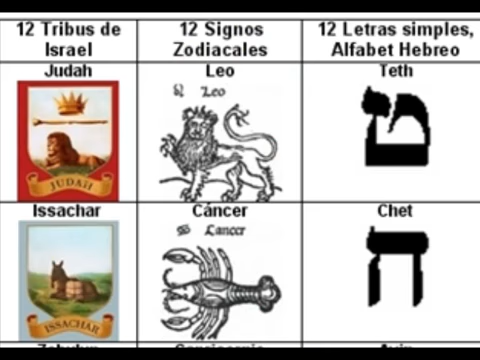 12 Tribus de
Israel
12 Signos
Zodiacales
12 Letras simples,
Alfabet Hebreo
Judah
Leo
Teth
♌ Leo
JUDAH
ט
Issachar
Cáncer
Chet
♋ Cancer
ISSACHAR
ח